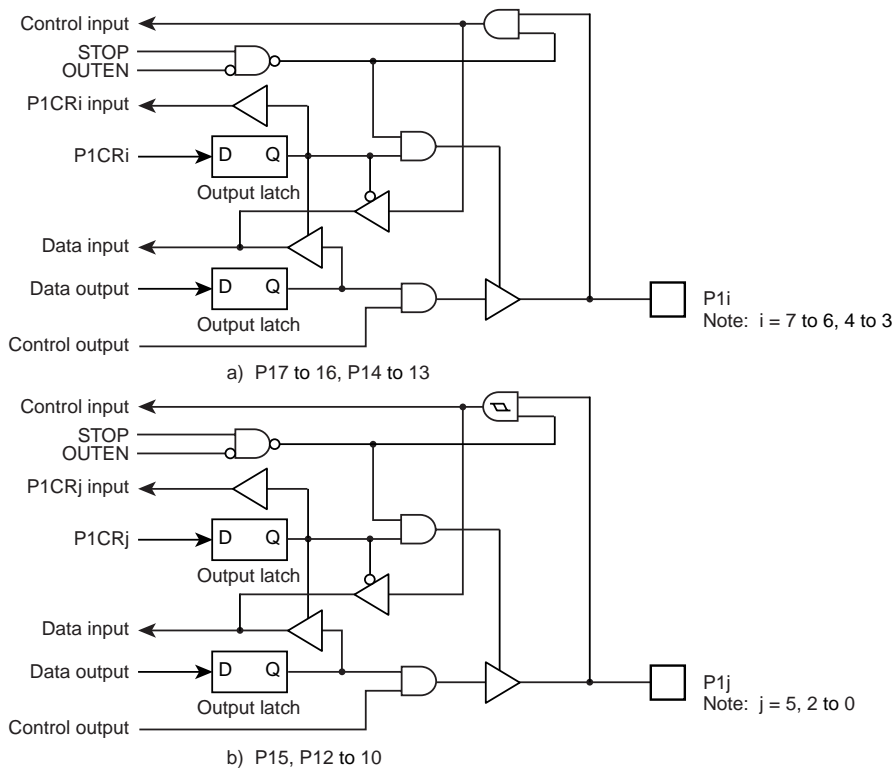 Control input
STOP
OUTEN
P1CRi input
P1CRi
D Q
Output latch
Data input
Data output
D Q
Output latch
P1i
Note: i = 7 to 6, 4 to 3
Control output
a) P17 to 16, P14 to 13
Control input
STOP
OUTEN
P1CRj input
P1CRj
D Q
Output latch
Data input
Data output
D Q
Output latch
P1j
Note: j = 5, 2 to 0
Control output
b) P15, P12 to 10